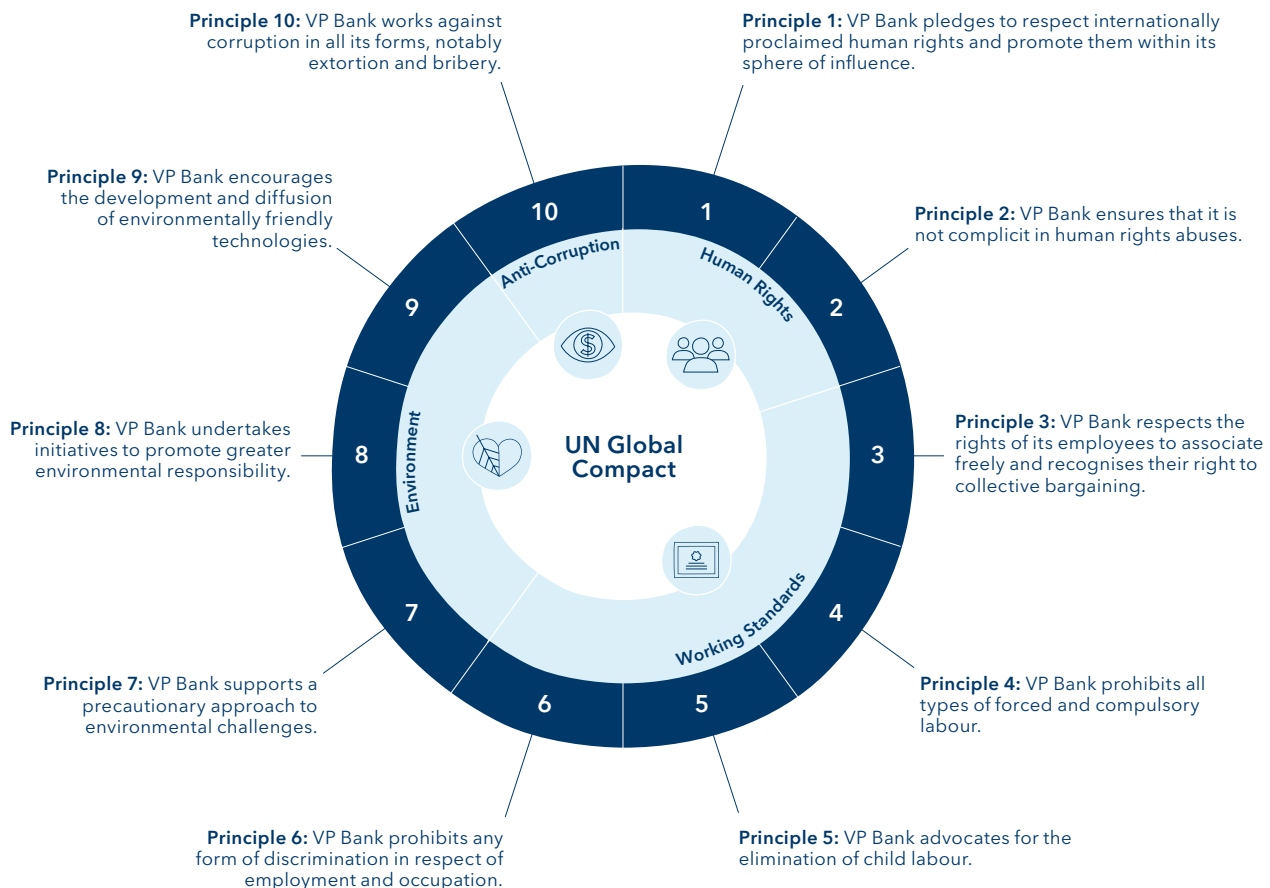 Principle 10: VP Bank works against
corruption in all its forms, notably
extortion and bribery.
Principle 1: VP Bank pledges to respect internationally
proclaimed human rights and promote them within its
sphere of influence.
Principle 9: VP Bank encourages
the development and diffusion
of environmentally friendly
technologies.
Principle 2: VP Bank ensures that it is
not complicit in human rights abuses.
10
1
9
2
8
3
7
4
6
5
Anti-Corruption
Human Rights
Environment
Working Standards
$
UN Global
Compact
Principle 8: VP Bank undertakes
initiatives to promote greater
environmental responsibility.
Principle 3: VP Bank respects the
rights of its employees to associate
freely and recognises their right to
collective bargaining.
Principle 7: VP Bank supports a
precautionary approach to
environmental challenges.
Principle 4: VP Bank prohibits all
types of forced and compulsory
labour.
Principle 6: VP Bank prohibits any
form of discrimination in respect of
employment and occupation.
Principle 5: VP Bank advocates for the
elimination of child labour.